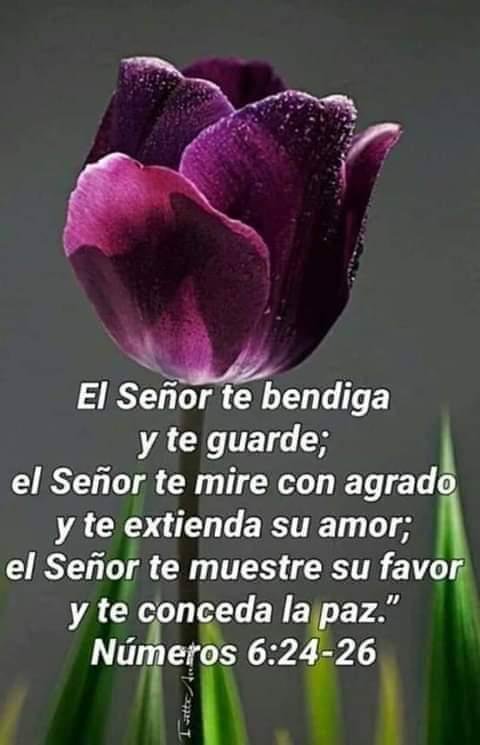 El Señor te bendiga
y te guarde;
el Señor te mire con agrado
y te extienda su amor;
el Señor te muestre su favor
y te conceda la paz.”
Números 6:24-26